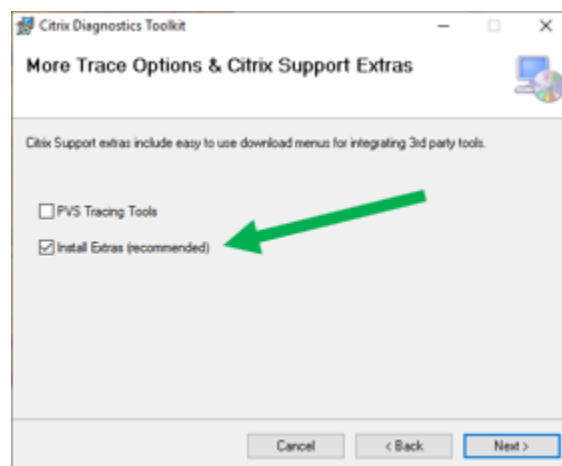 Citrix Diagnostics Toolkit
More Trace Options & Citrix Support Extras
Citrix Support extras include easy to use download menus for integrating 3rd party tools.
PVS Tracing Tools
Install Extras (recommended)
Cancel
< Back
Next >